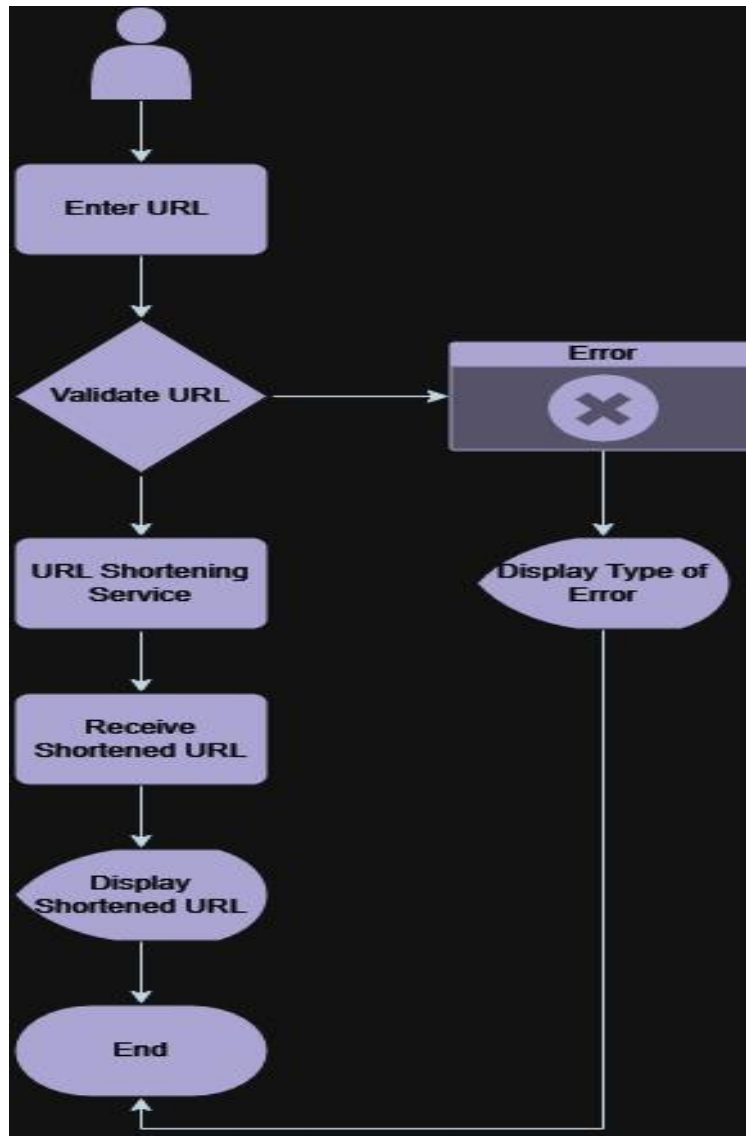 Enter URL
Validate URL
Error
URL Shortening
Service
Display Type of
Error
Receive
Shortened URL
Display
Shortened URL
End